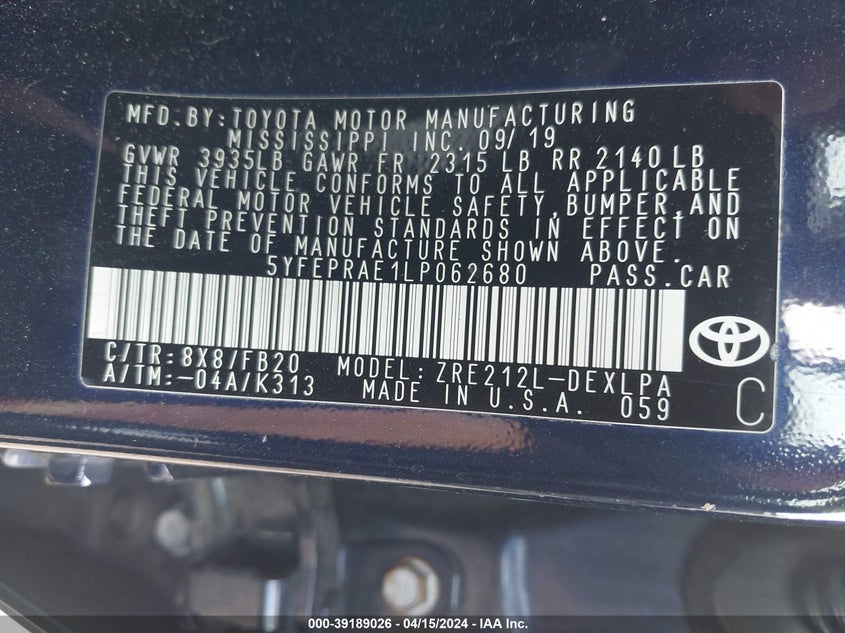 MFD.BY:TOYOTA MOTOR MANUFACTURING
MISSISSIPPI INC. 09/19
GVWR 3935LB GAWR FR 2315 LB RR 2140 LB
THIS VEHICLE CONFORMS TO ALL APPLICABLE
FEDERAL MOTOR VEHICLE SAFETY,BUMPER,AND
THEFT PREVENTION STANDARDS IN EFFECT ON
THE DATE OF MANUFACTURE SHOWN ABOVE.
5YFEPRAE1LP062680 PASS.CAR
C/TR:8X8/FB20 MODEL:ZRE212L-DEXLPA
A/TM:-04A/K313 MADE IN U.S.A. 059
C
000-39189026 - 04/15/2024 - IAA Inc.